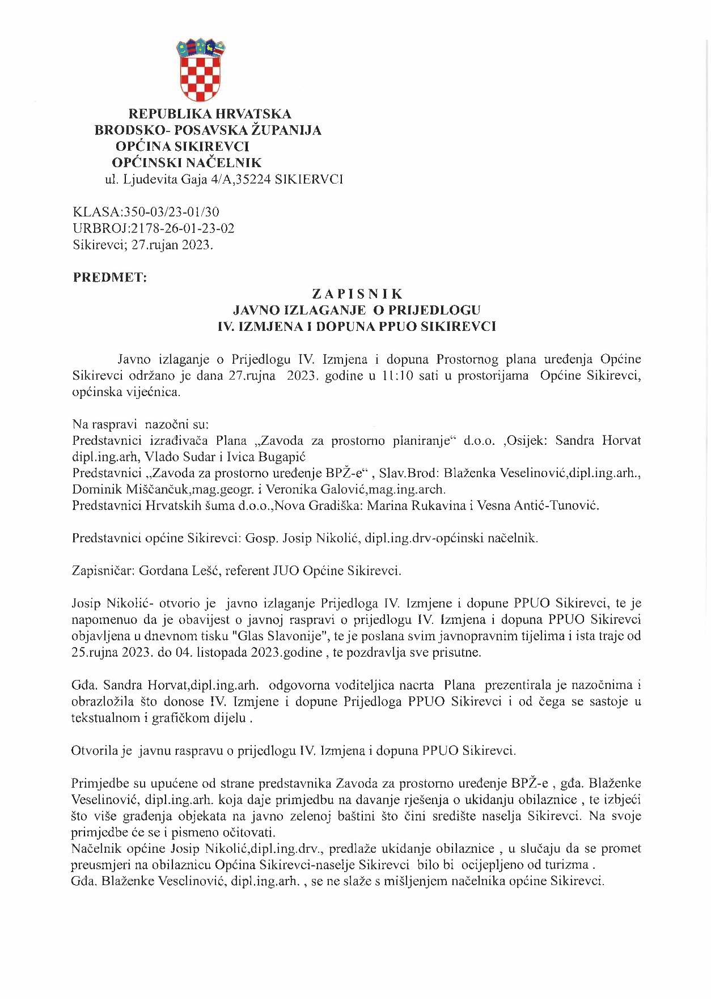 REPUBLIKA HRVATSKA
BRODSKO- POSAVSKA ŽUPANIJA
OPĆINA SIKIREVCI
OPĆINSKI NAČELNIK
ul. Ljudevita Gaja 4/A,35224 SIKIERVCI
KLASA:350-03/23-01/30
URBROJ:2178-26-01-23-02
Sikirevci; 27.rujan 2023.
PREDMET:
Z A P I S N I K
JAVNO IZLAGANJE O PRIJEDLOGU
IV. IZMJENA I DOPUNA PPUO SIKIREVCI
Javno izlaganje o Prijedlogu IV. Izmjena i dopuna Prostornog plana uređenja Općine
Sikirevci održano je dana 27.rujna 2023. godine u 11:10 sati u prostorijama Općine Sikirevci,
općinska vijećnica.
Na raspravi nazočni su:
Predstavnici izrađivača Plana „Zavoda za prostorno planiranje“ d.o.o. ,Osijek: Sandra Horvat
dipl.ing.arh, Vlado Sudar i Ivica Bugapić
Predstavnici „Zavoda za prostorno uređenje BPŽ-e“ , Slav.Brod: Blaženka Veselinović,dipl.ing.arh.,
Dominik Miščančuk,mag.geogr. i Veronika Galović,mag.ing.arch.
Predstavnici Hrvatskih šuma d.o.o.,Nova Gradiška: Marina Rukavina i Vesna Antić-Tunović.
Predstavnici općine Sikirevci: Gosp. Josip Nikolić, dipl.ing.drv-općinski načelnik.
Zapisničar: Gordana Lešć, referent JUO Općine Sikirevci.
Josip Nikolić- otvorio je javno izlaganje Prijedloga IV. Izmjene i dopune PPUO Sikirevci, te je
napomenuo da je obavijest o javnoj raspravi o prijedlogu IV. Izmjena i dopuna PPUO Sikirevci
objavljena u dnevnom tisku "Glas Slavonije", te je poslana svim javnopravnim tijelima i ista traje od
25.rujna 2023. do 04. listopada 2023.godine , te pozdravlja sve prisutne.
Gđa. Sandra Horvat,dipl.ing.arh. odgovorna voditeljica nacrta Plana prezentirala je nazočnima i
obrazložila što donose IV. Izmjene i dopune Prijedloga PPUO Sikirevci i od čega se sastoje u
tekstualnom i grafičkom dijelu .
Otvorila je javnu raspravu o prijedlogu IV. Izmjena i dopuna PPUO Sikirevci.
Primjedbe su upućene od strane predstavnika Zavoda za prostorno uređenje BPŽ-e , gđa. Blaženke
Veselinović, dipl.ing.arh. koja daje primjedbu na davanje rješenja o ukidanju obilaznice , te izbjeći
što više građenja objekata na javno zelenoj baštini što čini središte naselja Sikirevci. Na svoje
primjedbe će se i pismeno očitovati.
Načelnik općine Josip Nikolić,dipl.ing.drv., predlaže ukidanje obilaznice , u slučaju da se promet
preusmjeri na obilaznicu Općina Sikirevci-naselje Sikirevci bilo bi ocijepljeno od turizma .
Gđa. Blaženke Veselinović, dipl.ing.arh. , se ne slaže s mišljenjem načelnika općine Sikirevci.